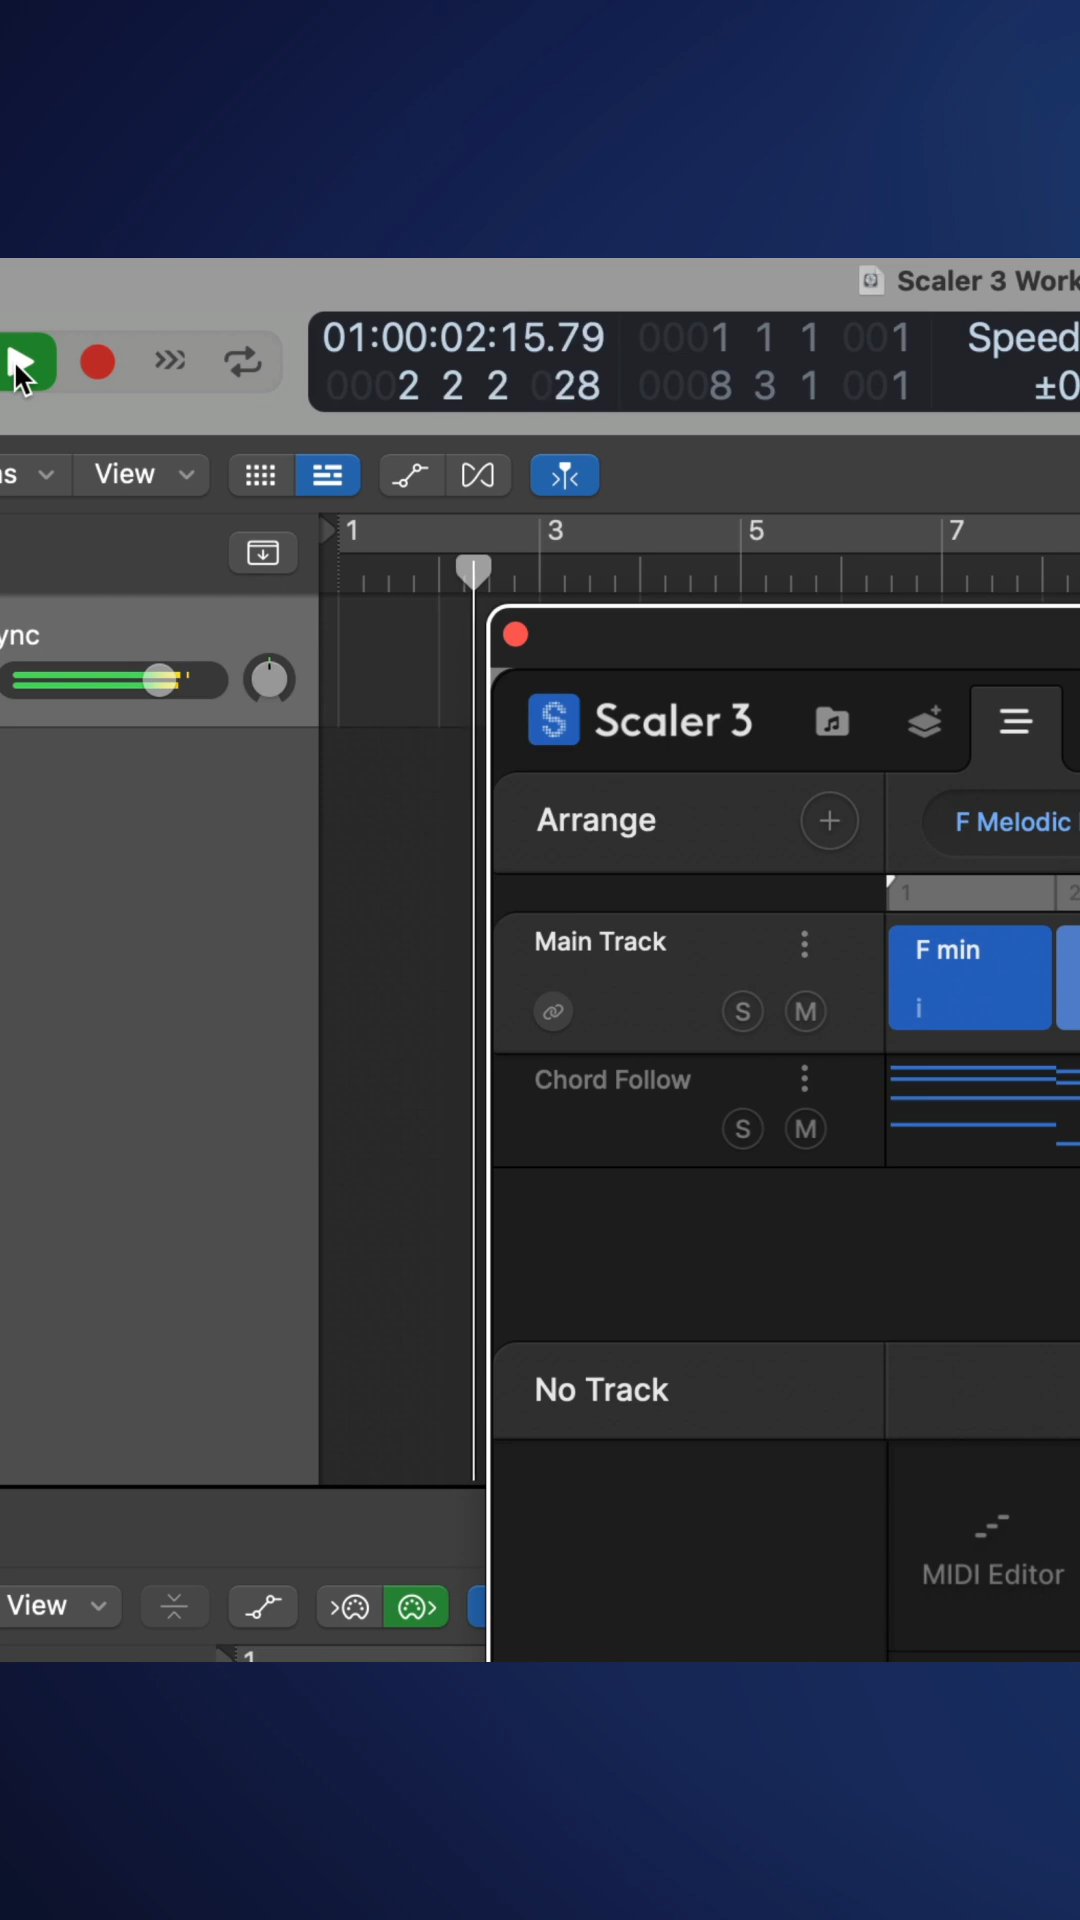 Scaler 3 Work
01:00:02:15.79 0001 1 1 001 Speed
0002 2 2 028 0008 3 1 001 ±0
ns View
1 3 5 7
ync
S Scaler 3
Arrange F Melodic
1 2
Main Track F min
S M i
Chord Follow
S M
No Track
MIDI Editor
View
1